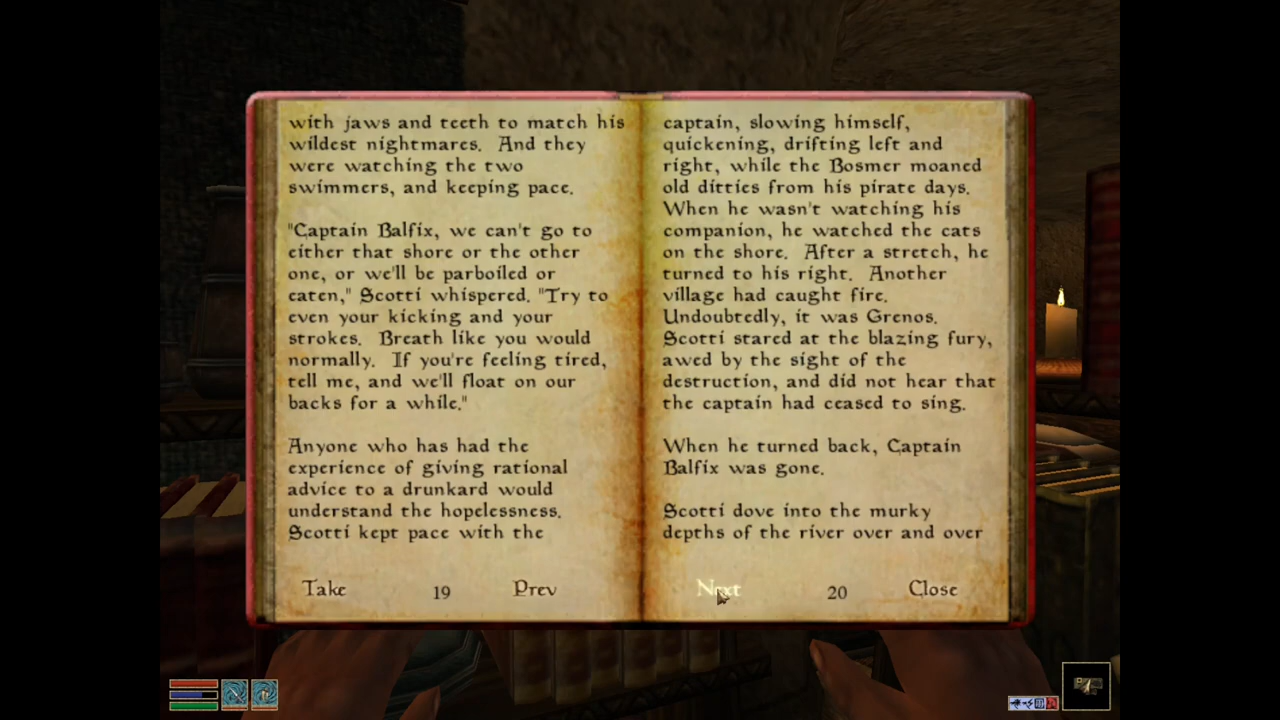 with jaws and teeth to match his
wildest nightmares. And they
were watching the two
swimmers, and keeping pace.
"Captain Balfix, we can't go to
either that shore or the other
one, or we'll be parboiled or
eaten," Scotti whispered. "Try to
even your kicking and your
strokes. Breath like you would
normally. If you're feeling tired,
tell me, and we'll float on our
backs for a while."
Anyone who has had the
experience of giving rational
advice to a drunkard would
understand the hopelessness.
Scotti kept pace with the
captain, slowing himself,
quickening, drifting left and
right, while the Bosmer moaned
old ditties from his pirate days.
When he wasn't watching his
companion, he watched the cats
on the shore. After a stretch, he
turned to his right. Another
village had caught fire.
Undoubtedly, it was Grenos.
Scotti stared at the blazing fury,
awed by the sight of the
destruction, and did not hear that
the captain had ceased to sing.
When he turned back, Captain
Balfix was gone.
Scotti dove into the murky
depths of the river over and over
Take 19 Prev Next 20 Close